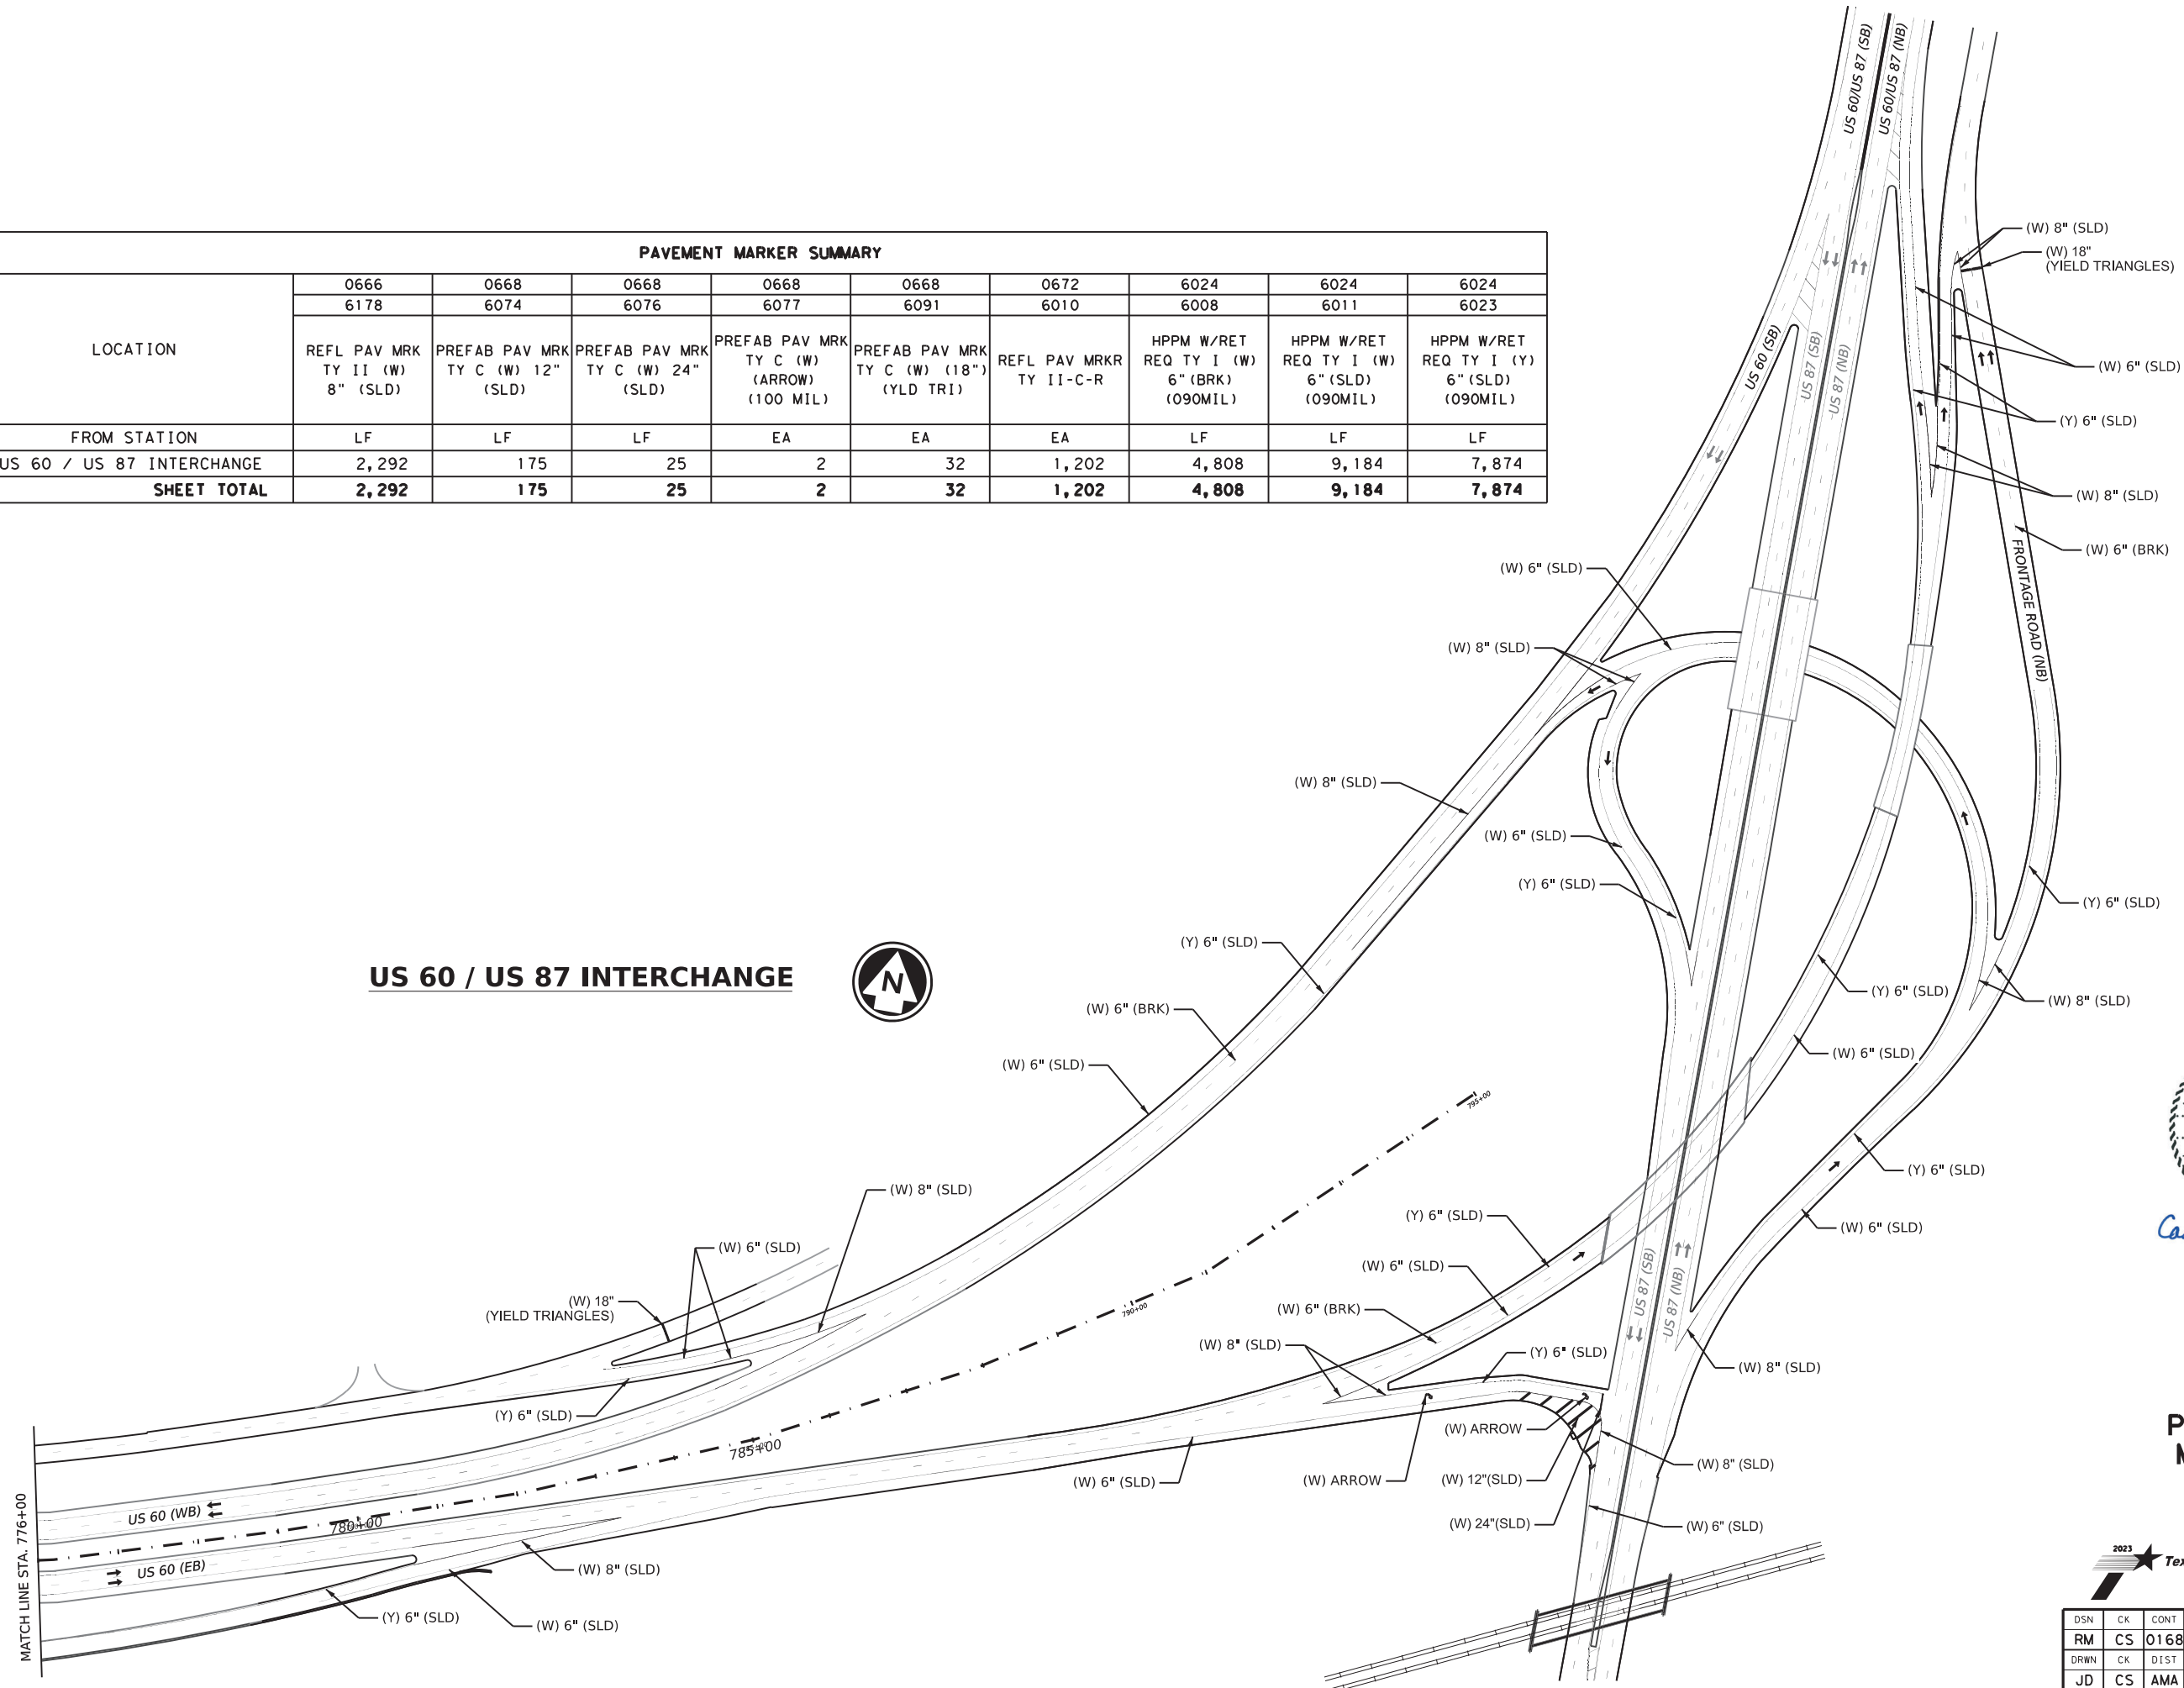 PAVEMENT MARKER SUMMARY
LOCATION
0666 0668 0668 0668 0668 0672 6024 6024 6024
6178 6074 6076 6077 6091 6010 6008 6011 6023
REFL PAV MRK TY II (W) 8" (SLD)
PREFAB PAV MRK TY C (W) 12" (SLD)
PREFAB PAV MRK TY C (W) 24" (SLD)
PREFAB PAV MRK TY C (W) (ARROW) (100 MIL)
PREFAB PAV MRK TY C (W) (18") (YLD TRI)
REFL PAV MRKR TY II-C-R
HPPM W/RET REQ TY I (W) 6"(BRK) (090MIL)
HPPM W/RET REQ TY I (W) 6"(SLD) (090MIL)
HPPM W/RET REQ TY I (Y) 6"(SLD) (090MIL)
FROM STATION LF LF LF EA EA EA LF LF LF
US 60 / US 87 INTERCHANGE 2,292 175 25 2 32 1,202 4,808 9,184 7,874
SHEET TOTAL 2,292 175 25 2 32 1,202 4,808 9,184 7,874
US 60/US 87 (SB)
US 60/US 87 (NB)
(W) 8" (SLD)
(W) 18"
(YIELD TRIANGLES)
US 60 (SB)
US 87 (SB)
US 87 (NB)
(W) 6" (SLD)
(Y) 6" (SLD)
(W) 8" (SLD)
(W) 6" (BRK)
FRONTAGE ROAD (NB)
(W) 6" (SLD)
(W) 8" (SLD)
(W) 8" (SLD)
(W) 6" (SLD)
(Y) 6" (SLD)
(Y) 6" (SLD)
(Y) 6" (SLD)
US 60 / US 87 INTERCHANGE
N
(Y) 6" (SLD)
(W) 8" (SLD)
(W) 6" (BRK)
(W) 6" (SLD)
(W) 6" (SLD)
795+00
(Y) 6" (SLD)
(W) 8" (SLD)
(Y) 6" (SLD)
(W) 6" (SLD)
(W) 6" (SLD)
(W) 6" (SLD)
US 87 (SB)
US 87 (NB)
(W) 18"
(YIELD TRIANGLES)
790+00
(W) 6" (BRK)
(W) 8" (SLD)
(Y) 6" (SLD)
(W) 8" (SLD)
(Y) 6" (SLD)
(W) ARROW
785+00
(W) 8" (SLD)
(W) 6" (SLD)
(W) ARROW
(W) 12"(SLD)
US 60 (WB)
780+00
(W) 24"(SLD)
(W) 6" (SLD)
US 60 (EB)
(W) 8" (SLD)
(Y) 6" (SLD)
(W) 6" (SLD)
MATCH LINE STA. 776+00
2023
Tex
DSN CK CONT
RM CS 0168
DRWN CK DIST
JD CS AMA